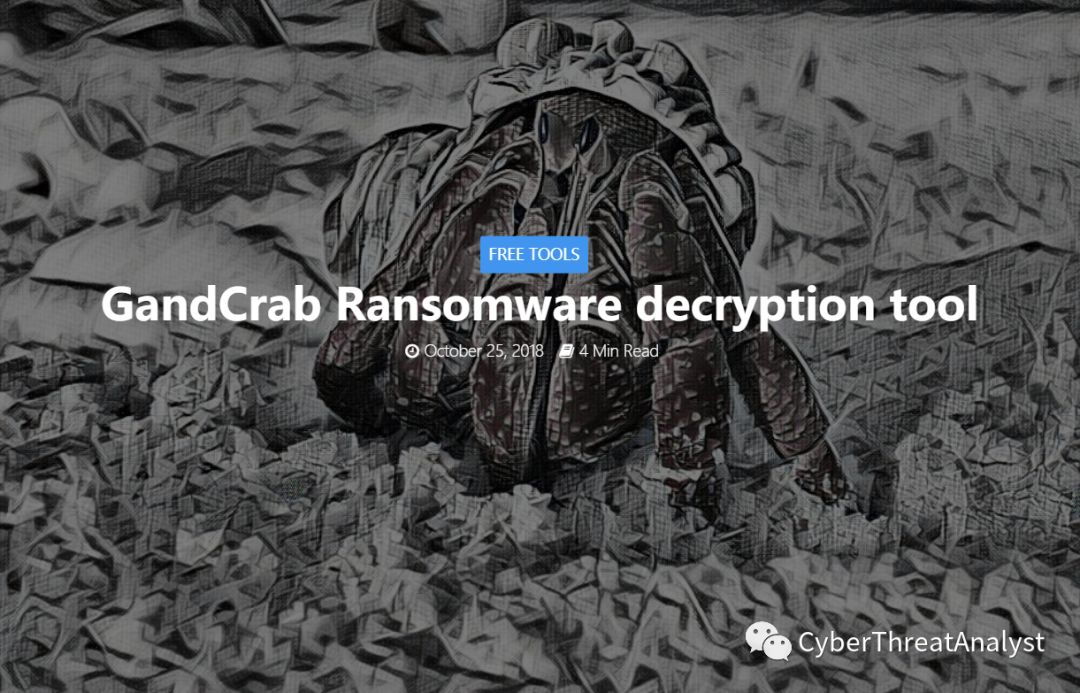 FREE TOOLS
GandCrab Ransomware decryption tool
October 25, 2018 4 Min Read
CyberThreatAnalyst